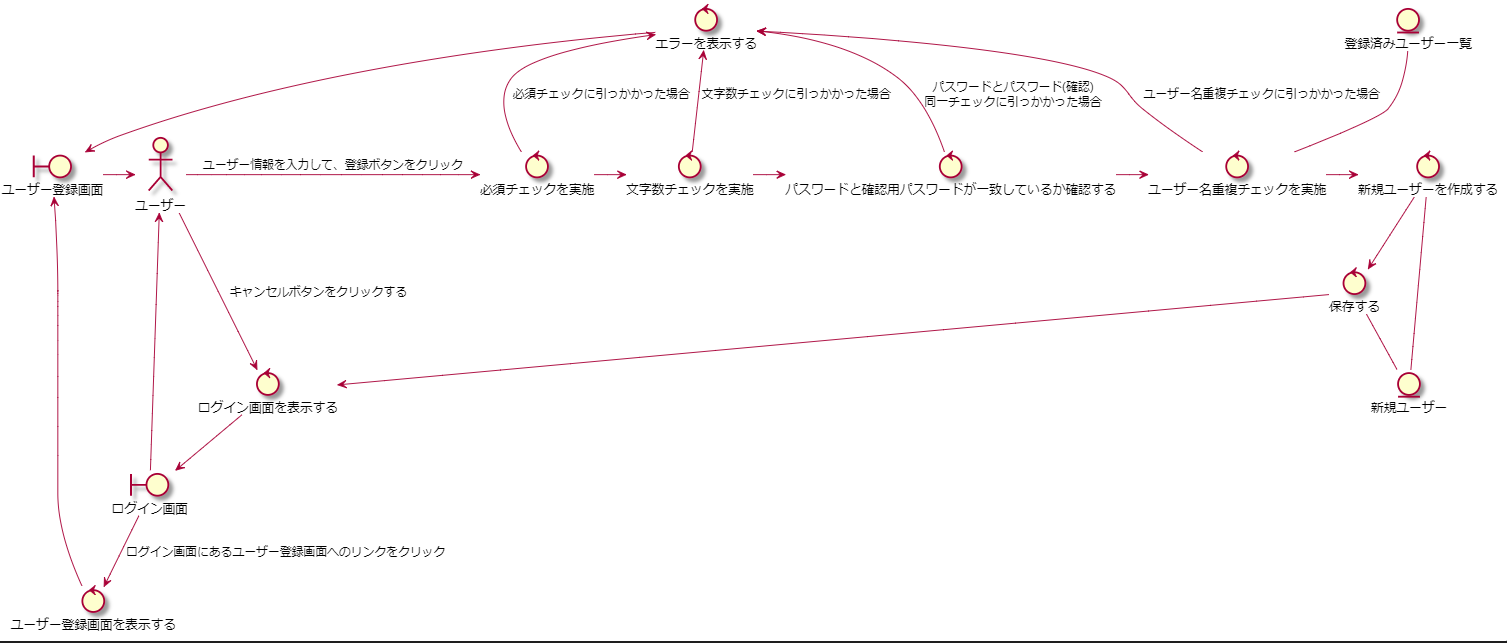 エラーを表示する
登録済みユーザー一覧
必須チェックに引っかかった場合
文字数チェックに引っかかった場合
パスワードとパスワード(確認)
同一チェックに引っかかった場合
ユーザー名重複チェックに引っかかった場合
ユーザー登録画面
ユーザー
ユーザー情報を入力して、登録ボタンをクリック
必須チェックを実施
文字数チェックを実施
パスワードと確認用パスワードが一致しているか確認する
ユーザー名重複チェックを実施
新規ユーザーを作成する
キャンセルボタンをクリックする
保存する
ログイン画面を表示する
新規ユーザー
ログイン画面
ログイン画面にあるユーザー登録画面へのリンクをクリック
ユーザー登録画面を表示する